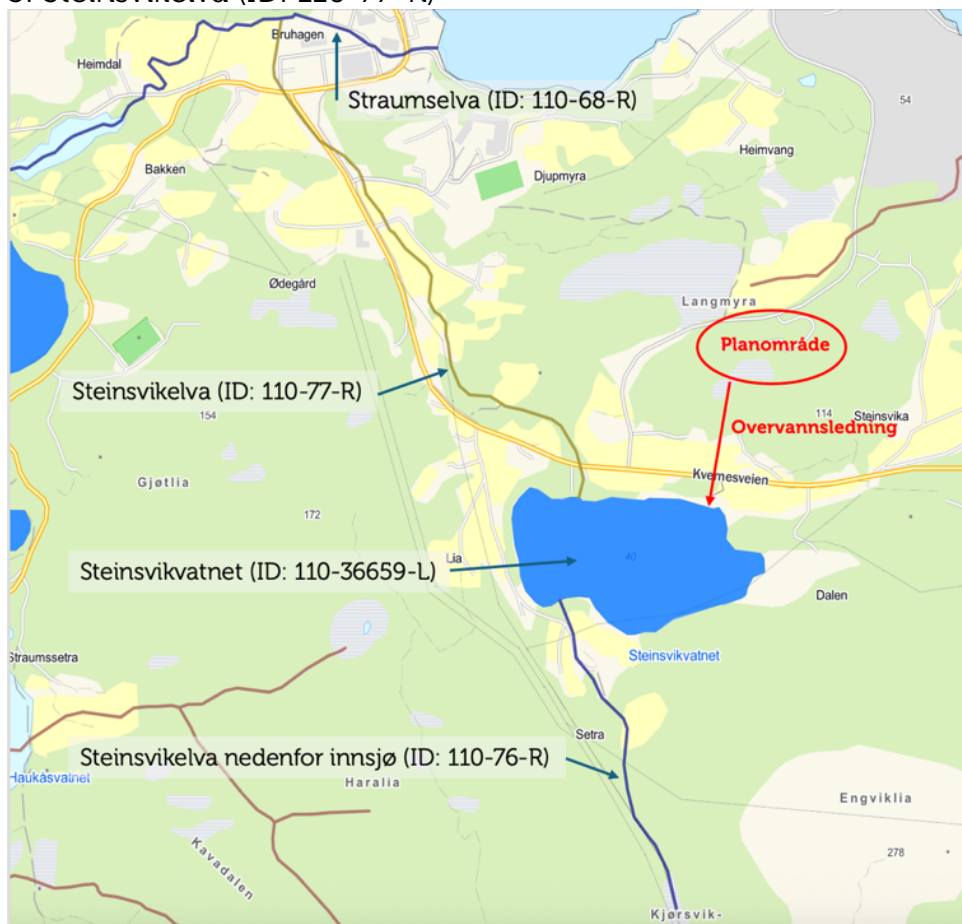 Bruhagen
Heimdal
Straumselva (ID: 110-68-R)
54
Heimvang
Bakken
Djupmyra
Ødegård
Langmyra
Planområde
Steinsvikelva (ID: 110-77-R)
154
114
Steinsvika
Overvannsledning
Gjøtlia
Kvernesveien
172
Lia
40
Steinsvikvatnet (ID: 110-36659-L)
Dalen
Straumssetra
Steinsvikvatnet
Setra
Steinsvikelva nedenfor innsjø (ID: 110-76-R)
Haukåsvatnet
Haralia
Engviklia
Kavadalen
278
Kjørsvik-